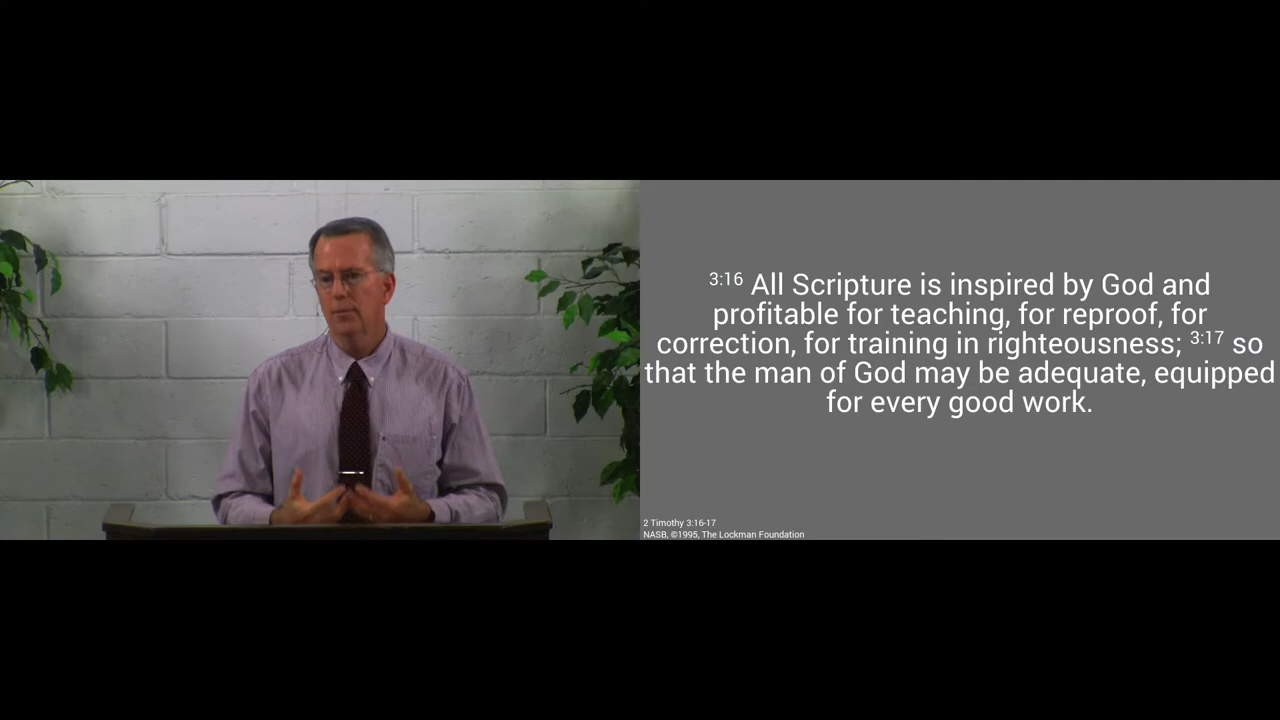 3:16 All Scripture is inspired by God and
profitable for teaching, for reproof, for
correction, for training in righteousness; 3:17 so
that the man of God may be adequate, equipped
for every good work.
2 Timothy 3:16-17
NASB, ©1995, The Lockman Foundation